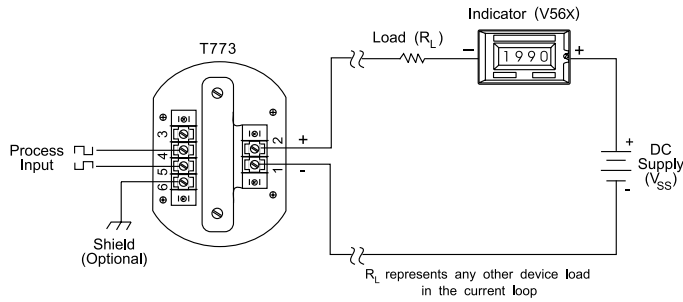 Indicator (V56X)
Load (RL)
T773
1990
- +
3
4
5
6
2
1
+
-
Process
Input
Shield
(Optional)
+
-
DC
Supply
(VSS)
RL represents any other device load
in the current loop